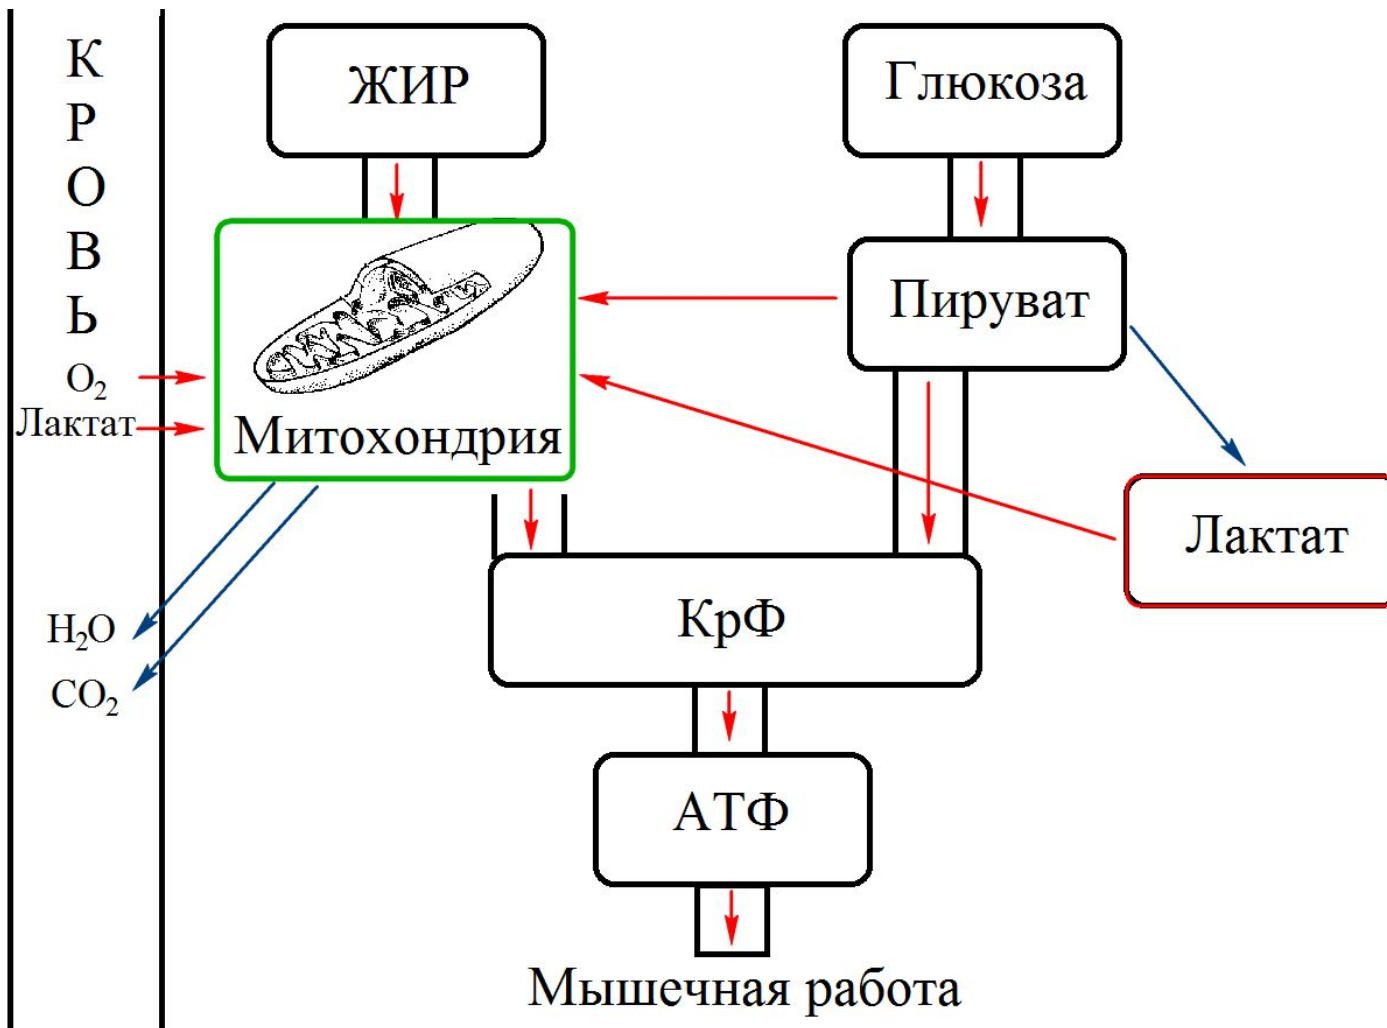 К
Р
О
В
Ь
O₂
Лактат
H₂O
CO₂
ЖИР
Глюкоза
Пируват
Митохондрия
Лактат
КрФ
АТФ
Мышечная работа